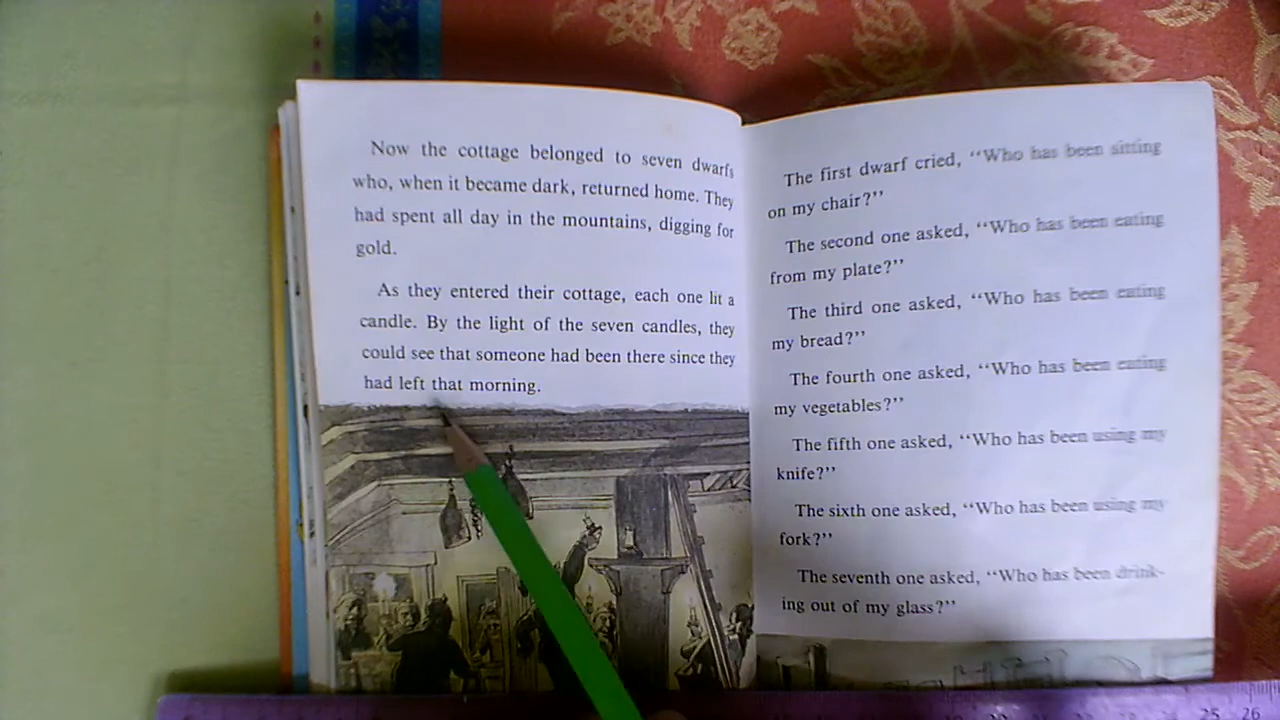 Now the cottage belonged to seven dwarfs
who, when it became dark, returned home. They
had spent all day in the mountains, digging for
gold.
As they entered their cottage, each one lit a
candle. By the light of the seven candles, they
could see that someone had been there since they
had left that morning.
The first dwarf cried, ‘‘Who has been sitting
on my chair?’’
The second one asked, ‘‘Who has been eating
from my plate?’’
The third one asked, ‘‘Who has been eating
my bread?’’
The fourth one asked, ‘‘Who has been eating
my vegetables?’’
The fifth one asked, ‘‘Who has been using my
knife?’’
The sixth one asked, ‘‘Who has been using my
fork?’’
The seventh one asked, ‘‘Who has been drink-
ing out of my glass?’’
25 26